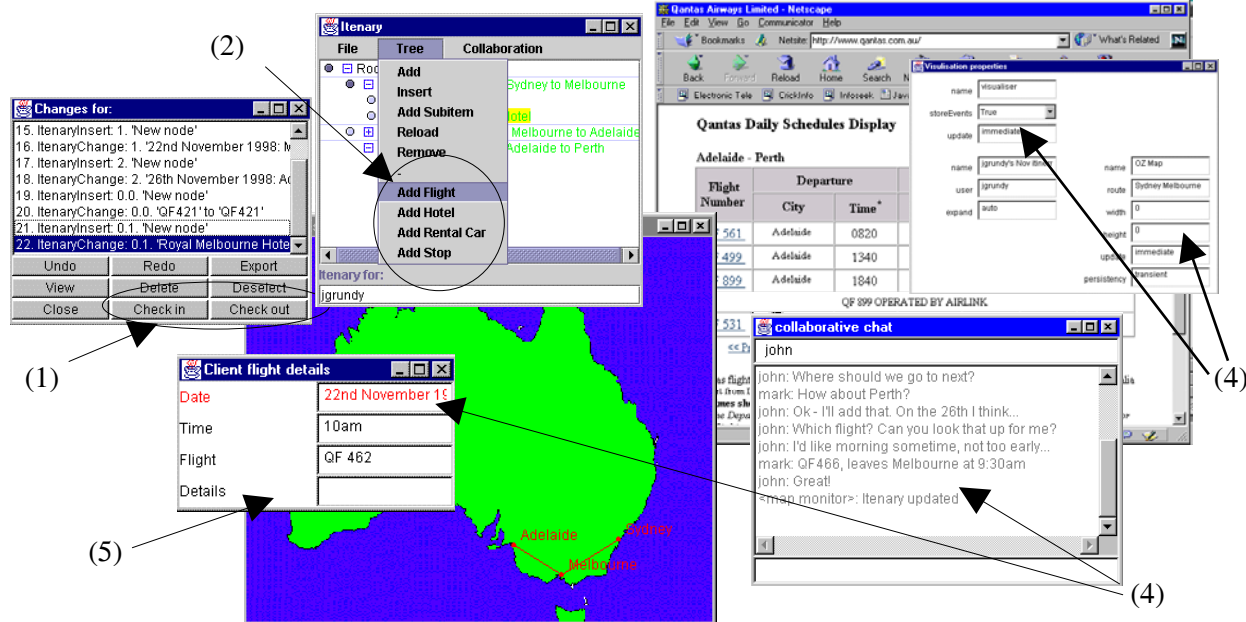 (2)
Itenary
File Tree Collaboration
Add
Insert
Add Subitem
Reload
Remove
-
Add Flight
Add Hotel
Add Rental Car
Add Stop
Sydney to Melbourne
Melbourne to Adelaide
Adelaide to Perth
Itenary for:
jgrundy
Changes for:
15. ItenaryInsert: 1. 'New node'
16. ItenaryChange: 1. '22nd November 1998:
17. ItenaryInsert: 2. 'New node'
18. ItenaryChange: 2. '26th November 1998:
19. ItenaryInsert: 0.0. 'New node'
20. ItenaryChange: 0.0. 'QF421' to 'QF421'
21. ItenaryInsert: 0.1. 'New node'
22. ItenaryChange: 0.1. 'Royal Melbourne Hote
Undo Redo Export
View Delete Deselect
Close Check in Check out
(1)
Client flight details
Date 22nd November 19
Time 10am
Flight QF 462
Details
(5)
Adelaide
Sydney
Melbourne
Qantas Airways Limited - Netscape
File Edit View Go Communicator Help
Bookmarks Netsite: http://www.qantas.com.au/ What's Related
Back Forward Reload Home Search N
Electronic Tele CrickInfo Infoseek Java
Qantas Daily Schedules Display
Adelaide - Perth
Flight Number Departure
City Time*
561 Adelaide 0820
499 Adelaide 1340
899 Adelaide 1840
QF 899 OPERATED BY AIRLINK
531
Visulisation properties
name visualiser
storeEvents True
update immediate
name jgrundy's Nov Itinera
user jgrundy
expand auto
name OZ Map
route Sydney Melbourne
width 0
height 0
update immediate
persistency transient
(4)
collaborative chat
john
john: Where should we go to next?
mark: How about Perth?
john: Ok - I'll add that. On the 26th I think...
john: Which flight? Can you look that up for me?
john: I'd like morning sometime, not too early...
mark: QF466, leaves Melbourne at 9:30am
john: Great!
<map monitor>: Itenary updated
(4)